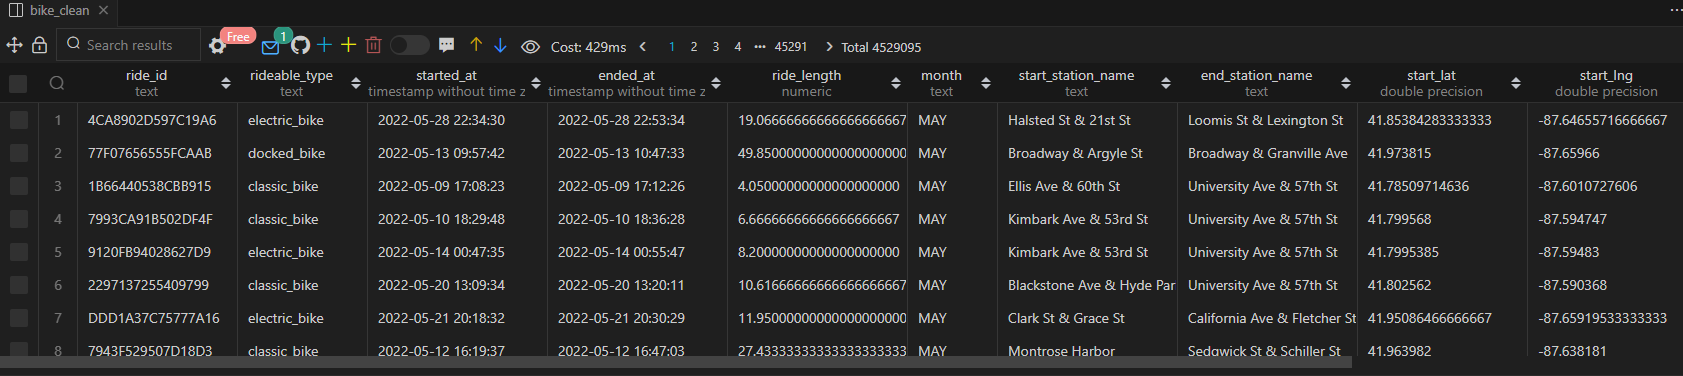 bike_clean
Search results Free 1 Cost: 429ms 1 2 3 4 ••• 45291 Total 4529095
ride_id rideable_type started_at ended_at ride_length month start_station_name end_station_name start_lat start_lng
text text timestamp without time z timestamp without time z numeric text text text double precision double precision
1 4CA8902D597C19A6 electric_bike 2022-05-28 22:34:30 2022-05-28 22:53:34 19.0666666666666667 MAY Halsted St & 21st St Loomis St & Lexington St 41.85384283333333 -87.64655716666667
2 77F07656555FCAAB docked_bike 2022-05-13 09:57:42 2022-05-13 10:47:33 49.8500000000000000 MAY Broadway & Argyle St Broadway & Granville Ave 41.973815 -87.65966
3 1B66440538CBB915 classic_bike 2022-05-09 17:08:23 2022-05-09 17:12:26 4.0500000000000000 MAY Ellis Ave & 60th St University Ave & 57th St 41.78509714636 -87.6010727606
4 7993CA91B502DF4F classic_bike 2022-05-10 18:29:48 2022-05-10 18:36:28 6.6666666666666667 MAY Kimbark Ave & 53rd St University Ave & 57th St 41.799568 -87.594747
5 9120FB94028627D9 electric_bike 2022-05-14 00:47:35 2022-05-14 00:55:47 8.2000000000000000 MAY Kimbark Ave & 53rd St University Ave & 57th St 41.7995385 -87.59483
6 2297137255409799 classic_bike 2022-05-20 13:09:34 2022-05-20 13:20:11 10.6166666666666667 MAY Blackstone Ave & Hyde Par University Ave & 57th St 41.802562 -87.590368
7 DDD1A37C75777A16 electric_bike 2022-05-21 20:18:32 2022-05-21 20:30:29 11.9500000000000000 MAY Clark St & Grace St California Ave & Fletcher St 41.95086466666667 -87.65919533333333
8 7943F529507D18D3 classic_bike 2022-05-12 16:19:37 2022-05-12 16:47:03 27.4333333333333333 MAY Montrose Harbor Sedgwick St & Schiller St 41.963982 -87.638181